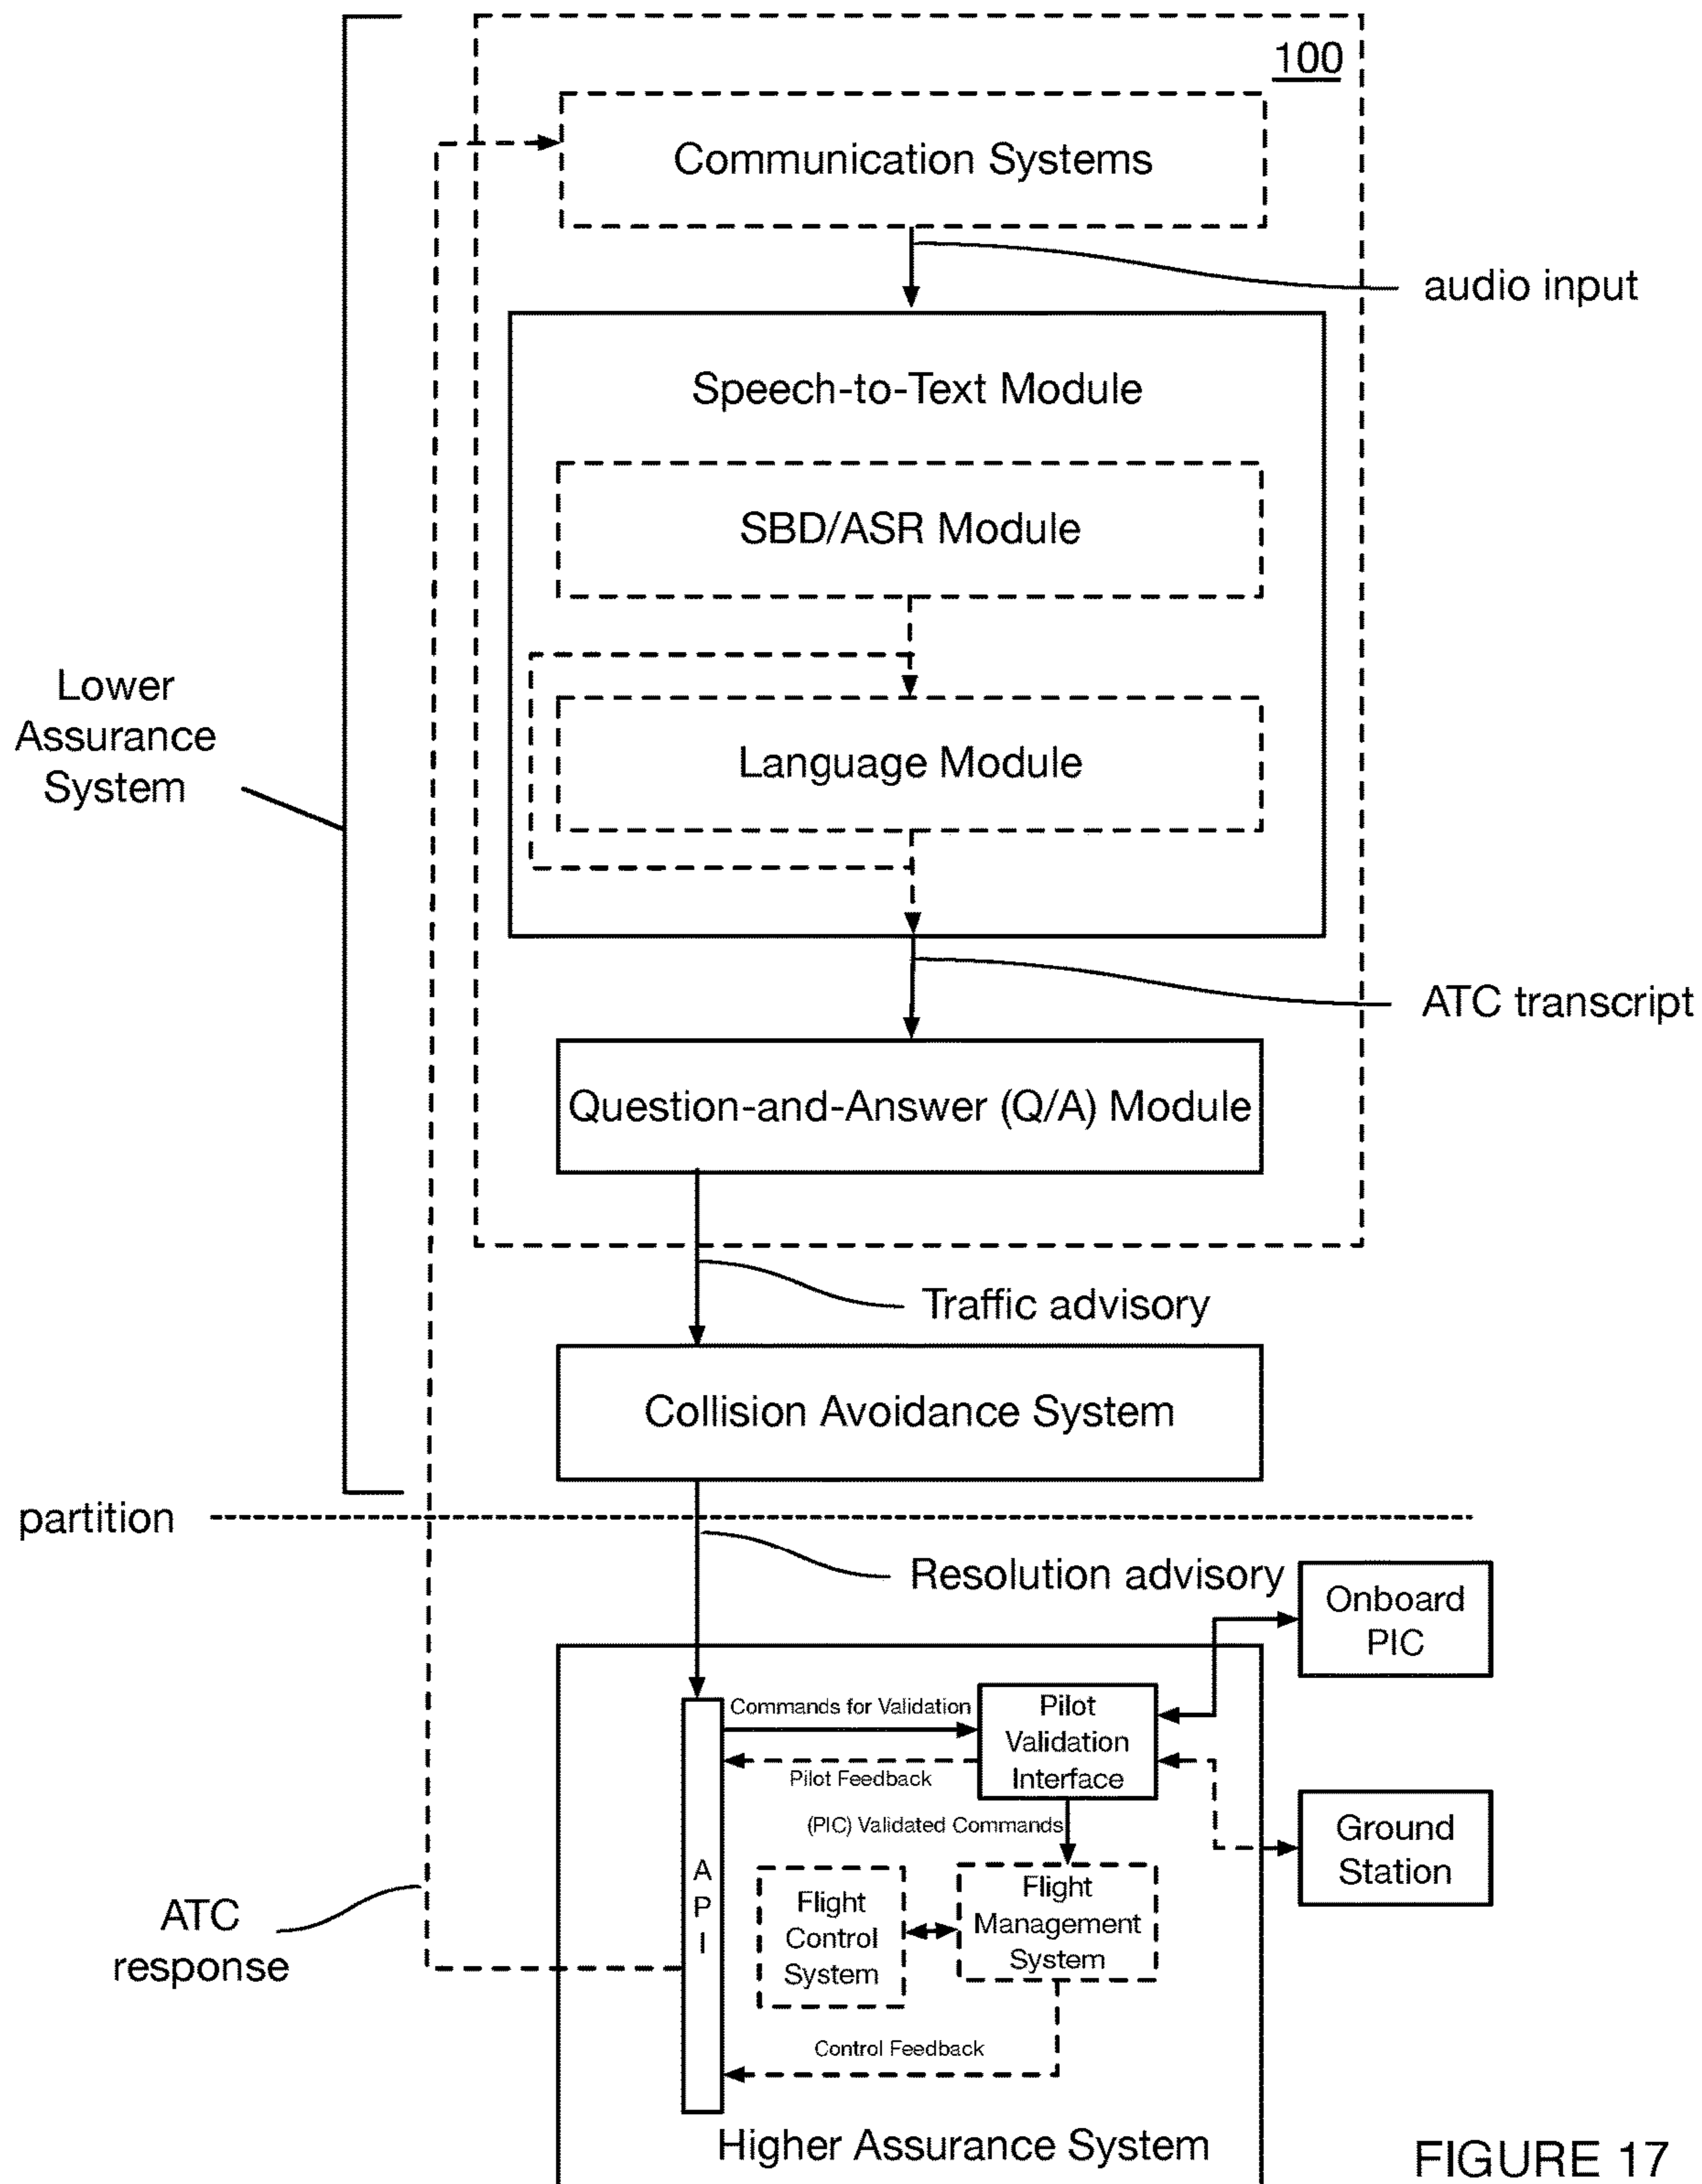 100
Communication Systems
audio input
Speech-to-Text Module
SBD/ASR Module
Lower
Assurance
System
Language Module
ATC transcript
Question-and-Answer (Q/A) Module
Traffic advisory
Collision Avoidance System
partition
Resolution advisory
Onboard
PIC
Commands for Validation
Pilot
Validation
Interface
Pilot Feedback
(PIC) Validated Commands
Ground
Station
A
P
I
Flight
Control
System
Flight
Management
System
ATC
response
Control Feedback
Higher Assurance System
FIGURE 17